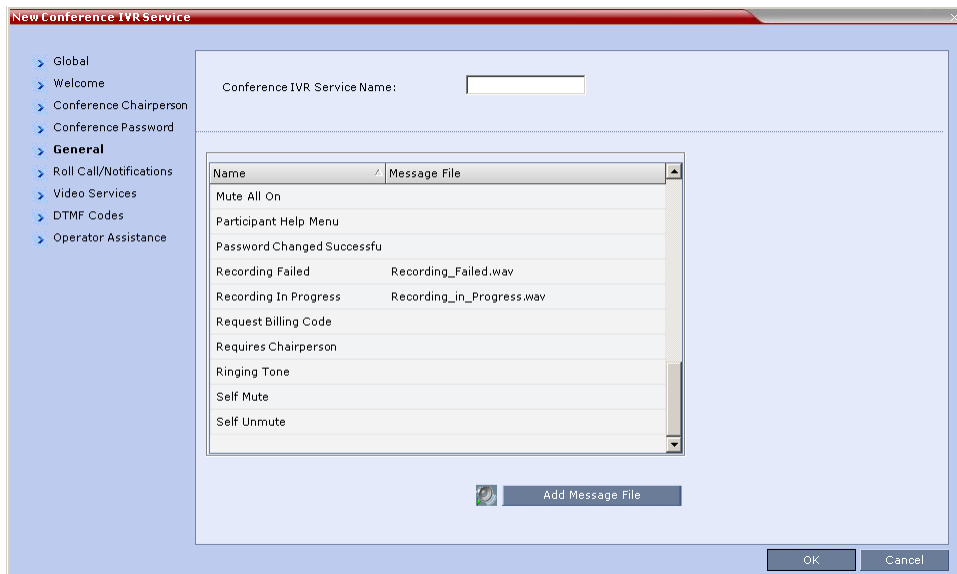 New Conference IVR Service
Global
Welcome
Conference Chairperson
Conference Password
General
Roll Call/Notifications
Video Services
DTMF Codes
Operator Assistance
Conference IVR Service Name:
Name Message File
Mute All On
Participant Help Menu
Password Changed Successfu
Recording Failed Recording_Failed.wav
Recording In Progress Recording_in_Progress.wav
Request Billing Code
Requires Chairperson
Ringing Tone
Self Mute
Self Unmute
Add Message File
OK Cancel